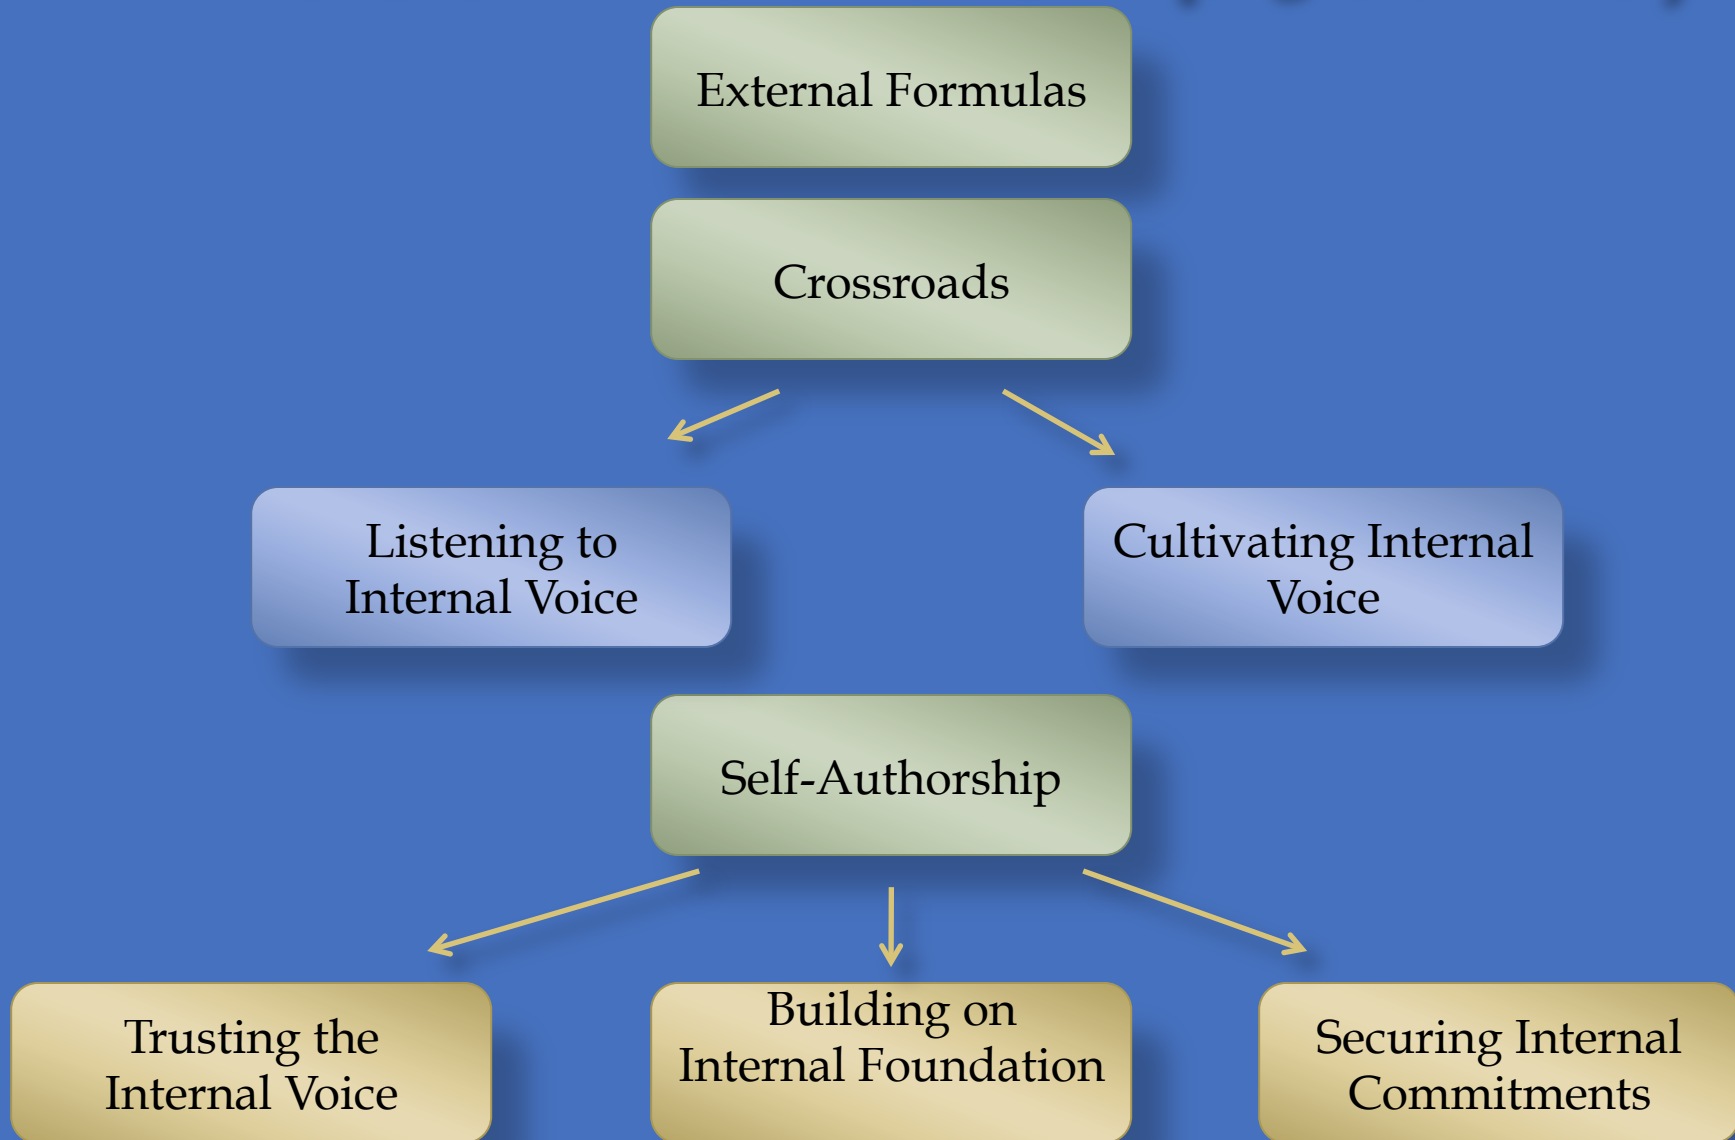 External Formulas
Crossroads
Listening to
Internal Voice
Cultivating Internal
Voice
Self-Authorship
Trusting the
Internal Voice
Building on
Internal Foundation
Securing Internal
Commitments